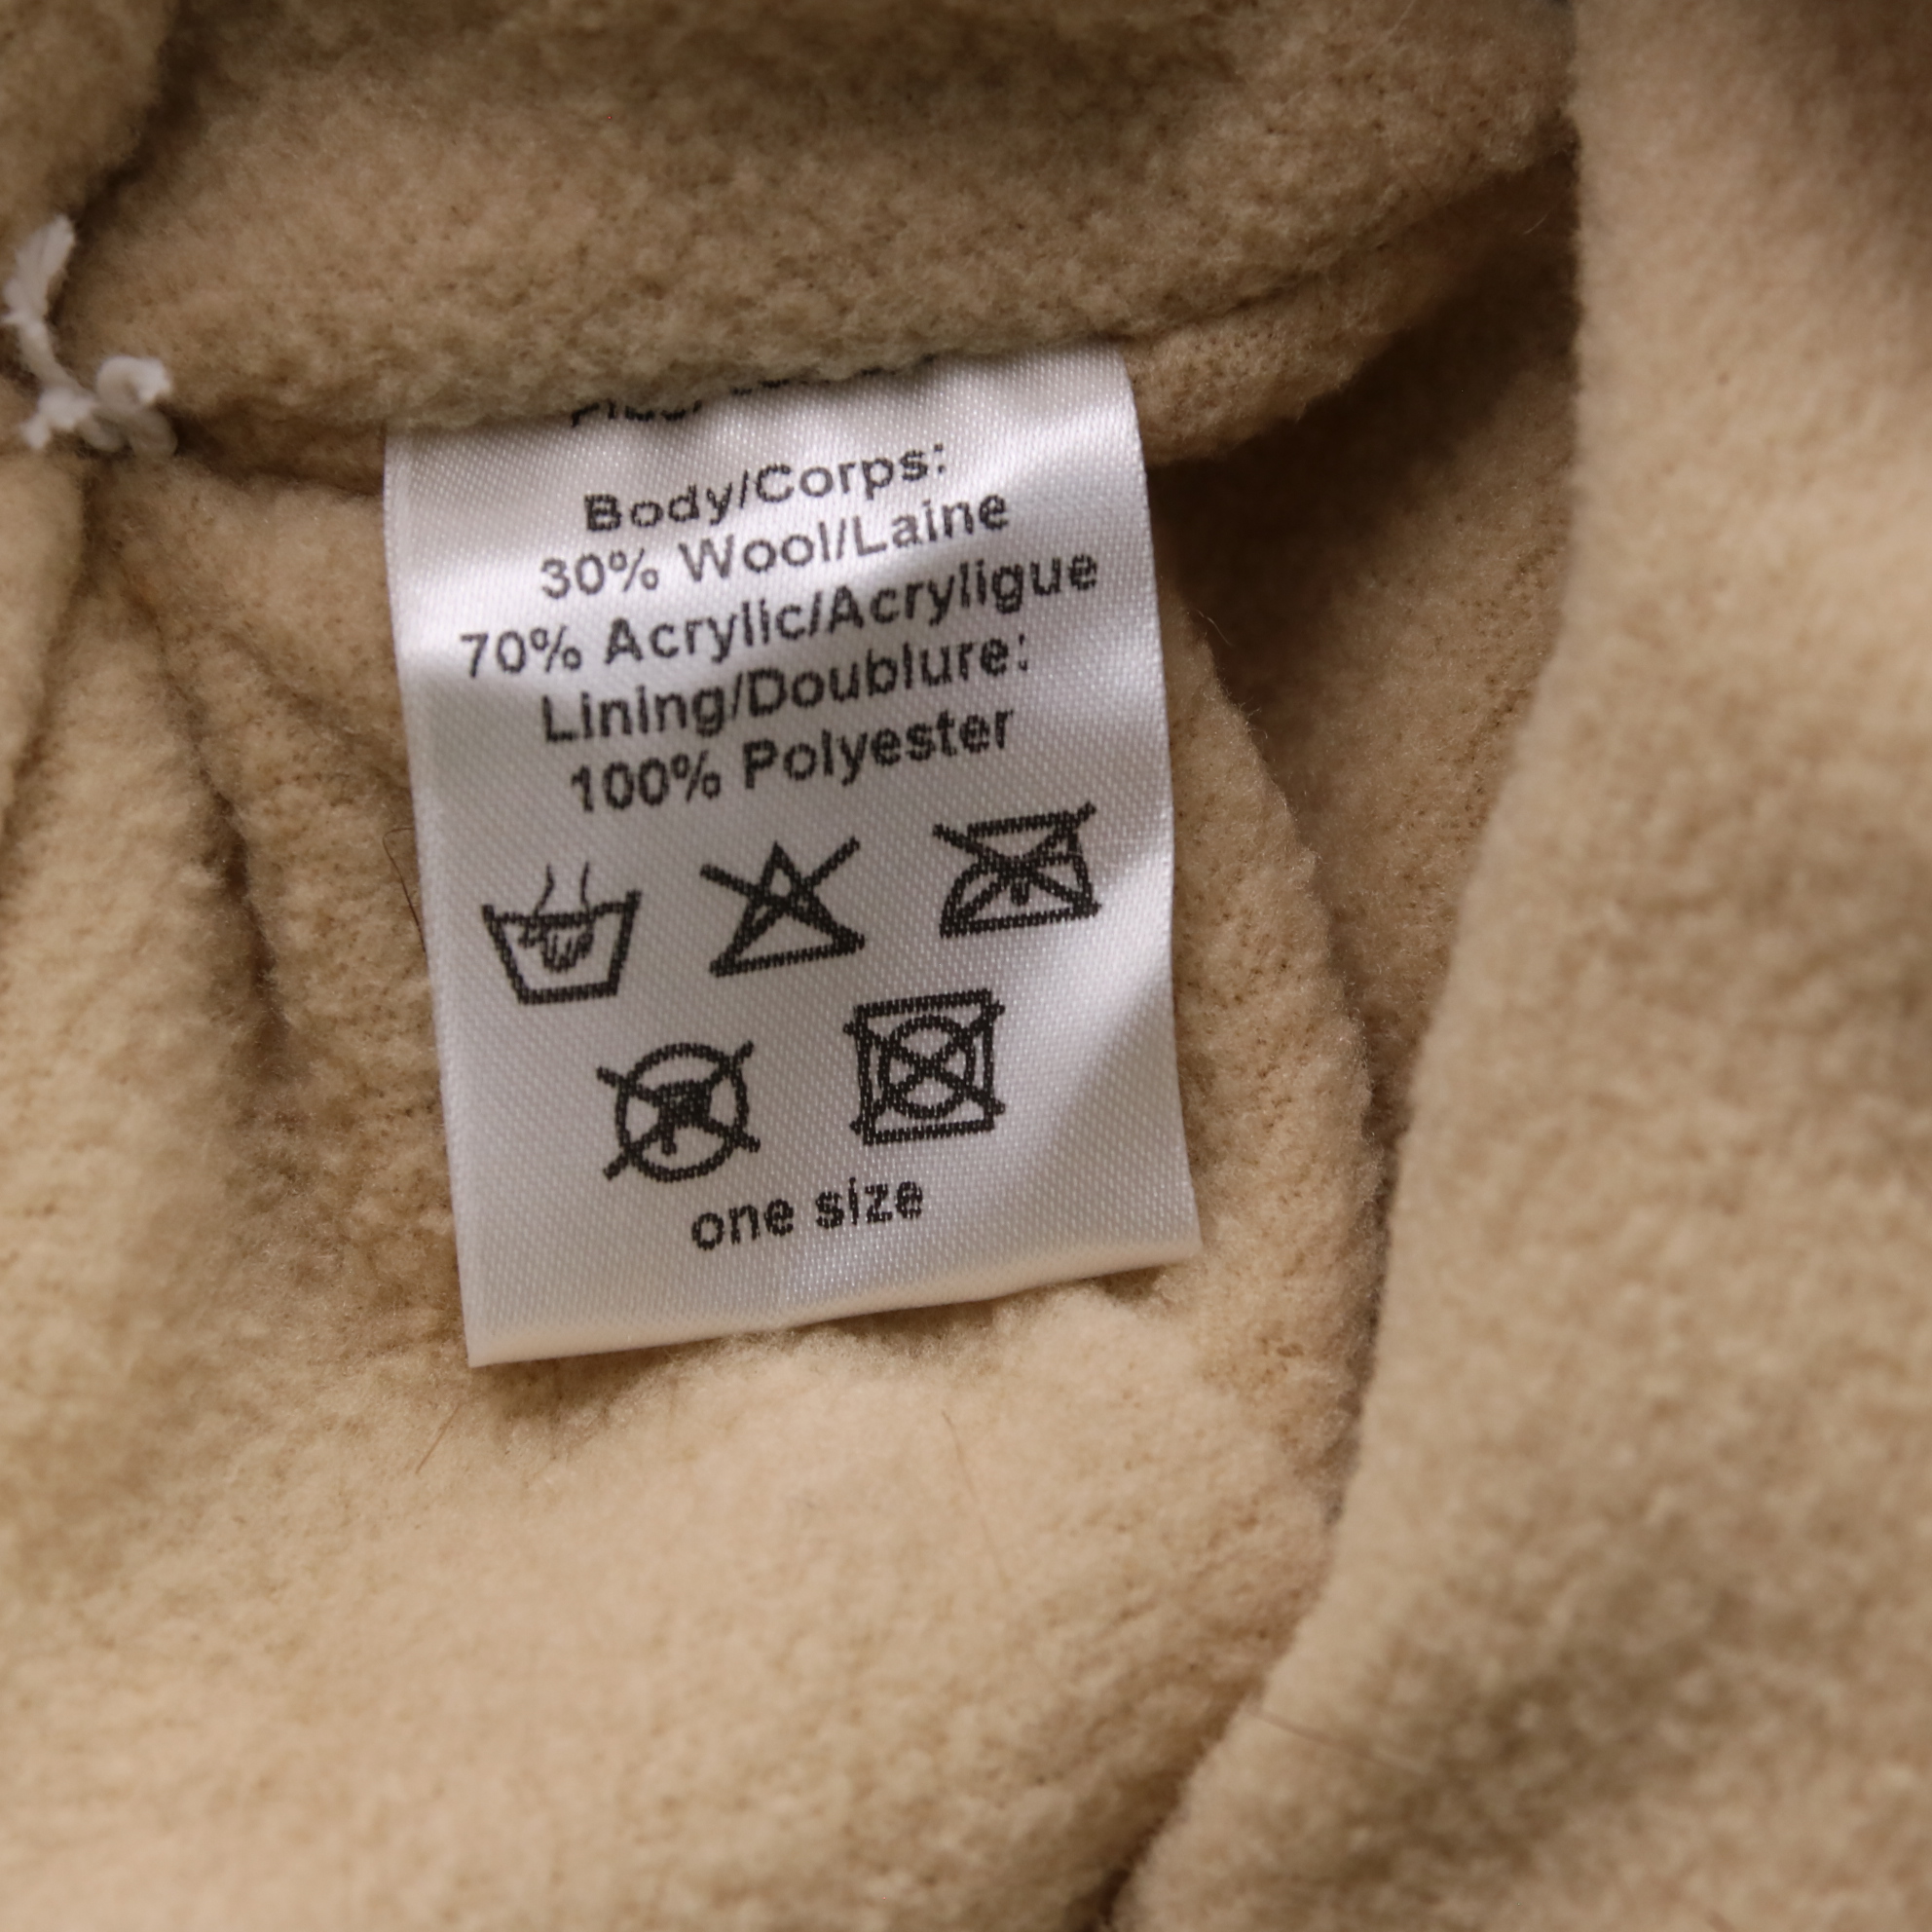 Body/Corps:
30% Wool/Laine
70% Acrylic/Acryligue
Lining/Doublure:
100% Polyester
one size